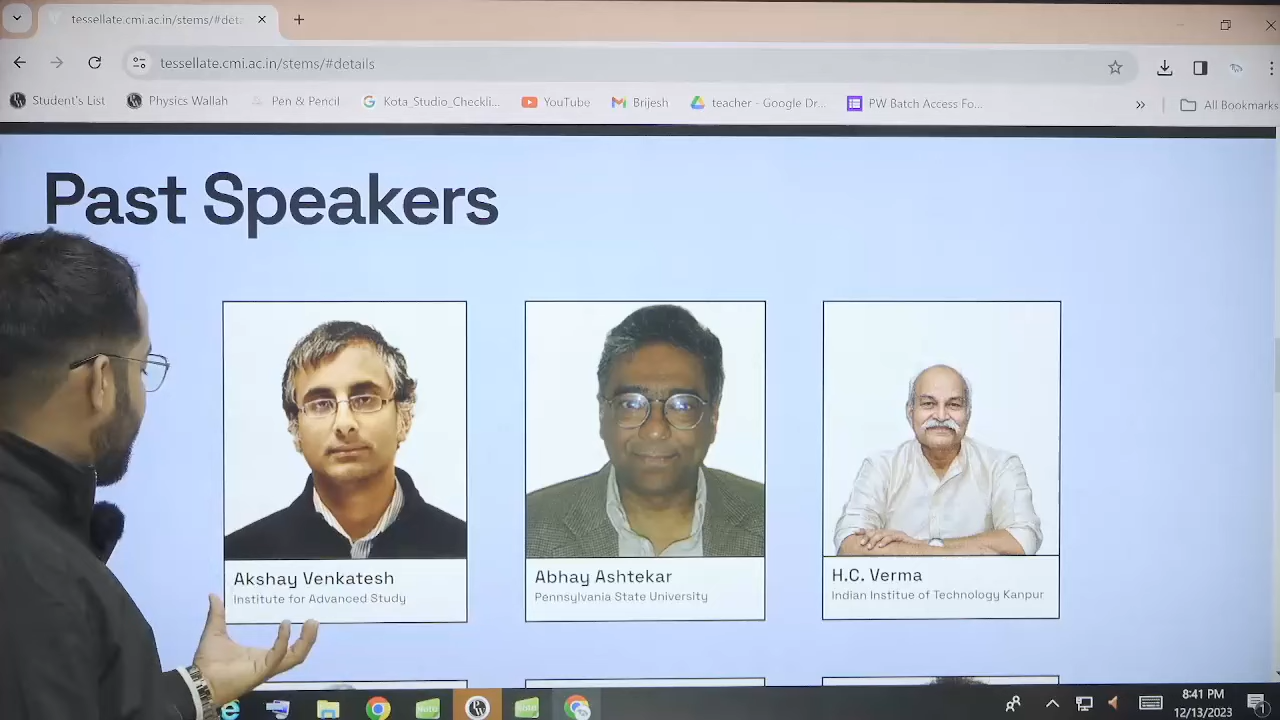 tessellate.cmi.ac.in/stems/#deta
tessellate.cmi.ac.in/stems/#details
Student's List
Physics Wallah
Pen & Pencil
Kota_Studio_Checkli...
YouTube
Brijesh
teacher - Google Dr...
PW Batch Access Fo...
All Bookmarks
Past Speakers
Akshay Venkatesh
Institute for Advanced Study
Abhay Ashtekar
Pennsylvania State University
H.C. Verma
Indian Institue of Technology Kanpur
8:41 PM
12/13/2023